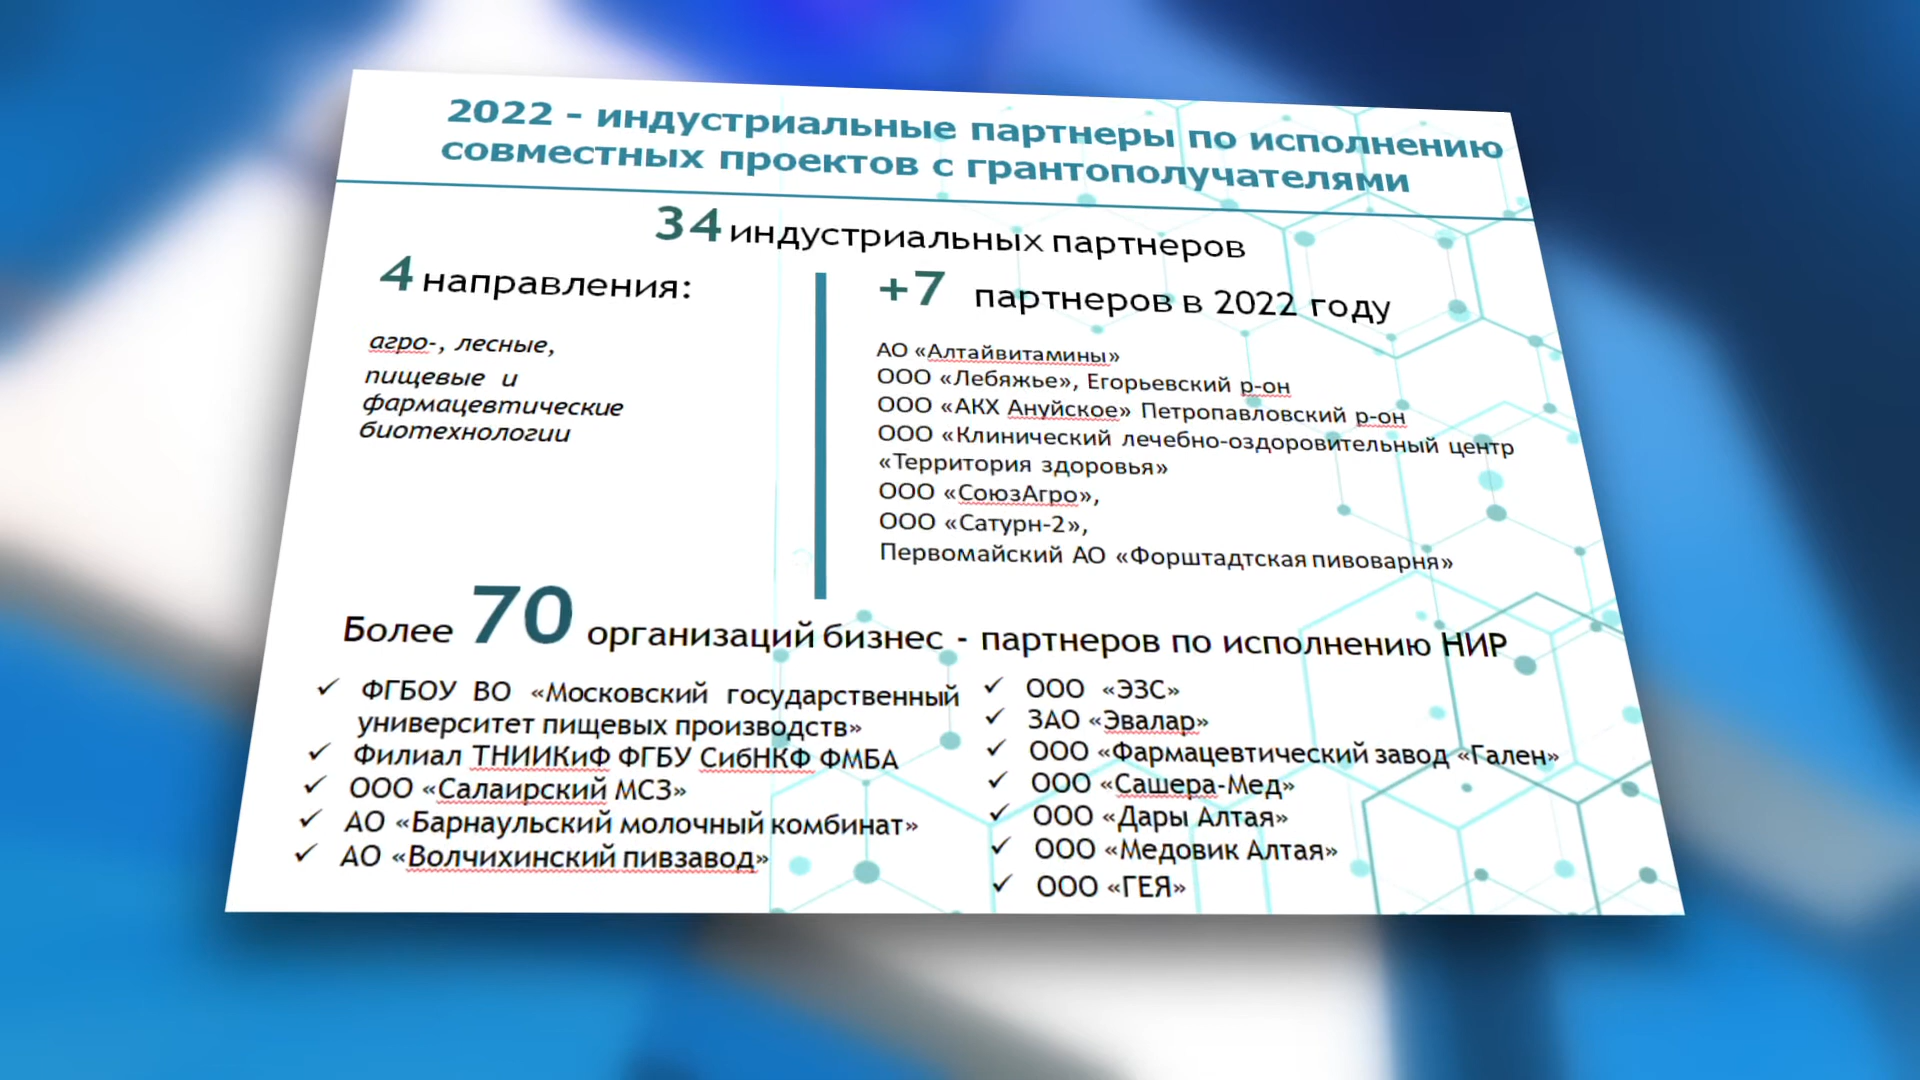 2022 – индустриальные партнеры по исполнению
совместных проектов с грантополучателями
34 индустриальных партнеров
4 направления:
агро-, лесные,
пищевые и
фармацевтические
биотехнологии
+7 партнеров в 2022 году
АО «Алтайвитамины»
ООО «Лебяжье», Егорьевский р-он
ООО «АКХ Ануйское» Петропавловский р-он
ООО «Клинический лечебно-оздоровительный центр
«Территория здоровья»
ООО «СоюзАгро»,
ООО «Сатурн-2»,
Первомайский АО «Форштадтская пивоварня»
Более 70 организаций бизнес - партнеров по исполнению НИР
✓ ФГБОУ ВО «Московский государственный
университет пищевых производств»
✓ Филиал ТНИИКиФ ФГБУ СибНКФ ФМБА
✓ ООО «Салаирский МСЗ»
✓ АО «Барнаульский молочный комбинат»
✓ АО «Волчихинский пивзавод»
✓ ООО «ЭЗС»
✓ ЗАО «Эвалар»
✓ ООО «Фармацевтический завод «Гален»
✓ ООО «Сашера-Мед»
✓ ООО «Дары Алтая»
✓ ООО «Медовик Алтая»
✓ ООО «ГЕЯ»